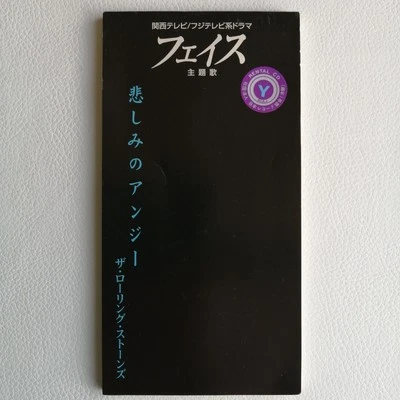 関西テレビ/フジテレビ系ドラマ
フェイス
主題歌
RENTAL CD
Y
悲しみのアンジー
ザ・ローリング・ストーンズ